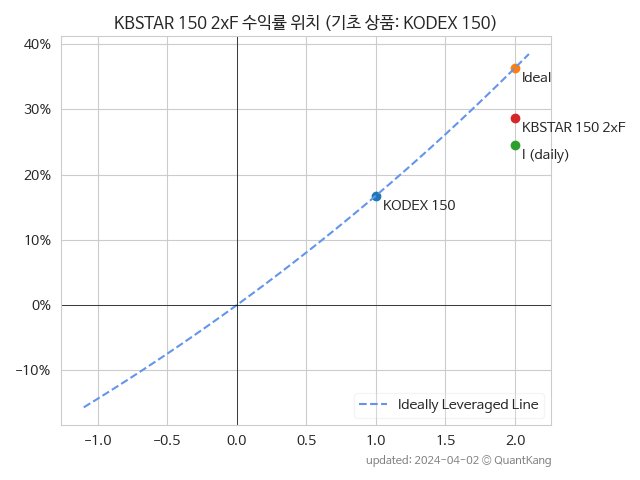 KBSTAR 150 2xF 수익률 위치 (기초 상품: KODEX 150)
40%
30%
20%
10%
0%
−10%
Ideal
KBSTAR 150 2xF
I (daily)
KODEX 150
Ideally Leveraged Line
−1.0
−0.5
0.0
0.5
1.0
1.5
2.0
updated: 2024-04-02 © QuantKang